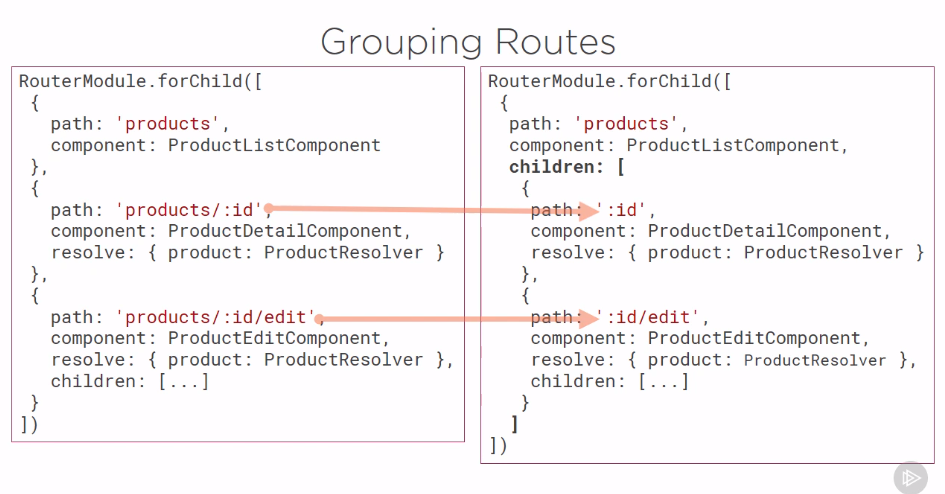 Grouping Routes
RouterModule.forChild([
{
path: 'products',
component: ProductListComponent
},
{
path: 'products/:id',
component: ProductDetailComponent,
resolve: { product: ProductResolver }
},
{
path: 'products/:id/edit',
component: ProductEditComponent,
resolve: { product: ProductResolver },
children: [...]
}
])
RouterModule.forChild([
{
path: 'products',
component: ProductListComponent,
children: [
{
path: ':id',
component: ProductDetailComponent,
resolve: { product: ProductResolver }
},
{
path: ':id/edit',
component: ProductEditComponent,
resolve: { product: ProductResolver },
children: [...]
}
]
])